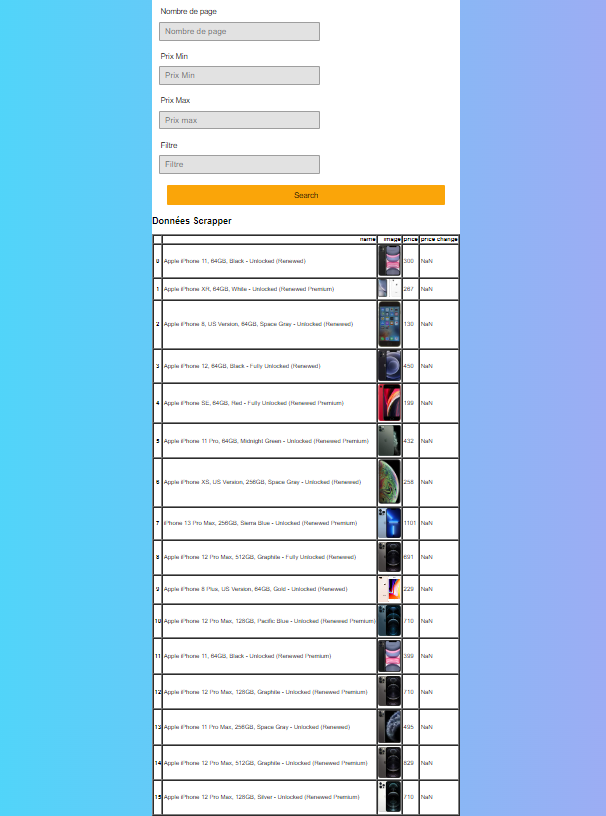 Nombre de page
Nombre de page
Prix Min
Prix Min
Prix Max
Prix max
Filtre
Filtre
Search
Données Scrapper
name image price price change
0 Apple iPhone 11, 64GB, Black - Unlocked (Renewed) 300 NaN
1 Apple iPhone XR, 64GB, White - Unlocked (Renewed Premium) 267 NaN
2 Apple iPhone 8, US Version, 64GB, Space Gray - Unlocked (Renewed) 130 NaN
3 Apple iPhone 12, 64GB, Black - Fully Unlocked (Renewed) 450 NaN
4 Apple iPhone SE, 64GB, Red - Fully Unlocked (Renewed Premium) 199 NaN
5 Apple iPhone 11 Pro, 64GB, Midnight Green - Unlocked (Renewed Premium) 432 NaN
6 Apple iPhone XS, US Version, 256GB, Space Gray - Unlocked (Renewed) 258 NaN
7 iPhone 13 Pro Max, 256GB, Sierra Blue - Unlocked (Renewed Premium) 1101 NaN
8 Apple iPhone 12 Pro Max, 512GB, Graphite - Fully Unlocked (Renewed) 691 NaN
9 Apple iPhone 8 Plus, US Version, 64GB, Gold - Unlocked (Renewed) 229 NaN
10 Apple iPhone 12 Pro Max, 128GB, Pacific Blue - Unlocked (Renewed Premium) 710 NaN
11 Apple iPhone 11, 64GB, Black - Unlocked (Renewed Premium) 399 NaN
12 Apple iPhone 12 Pro Max, 128GB, Graphite - Unlocked (Renewed Premium) 710 NaN
13 Apple iPhone 11 Pro Max, 256GB, Space Gray - Unlocked (Renewed) 495 NaN
14 Apple iPhone 12 Pro Max, 512GB, Graphite - Unlocked (Renewed Premium) 829 NaN
15 Apple iPhone 12 Pro Max, 128GB, Silver - Unlocked (Renewed Premium) 710 NaN